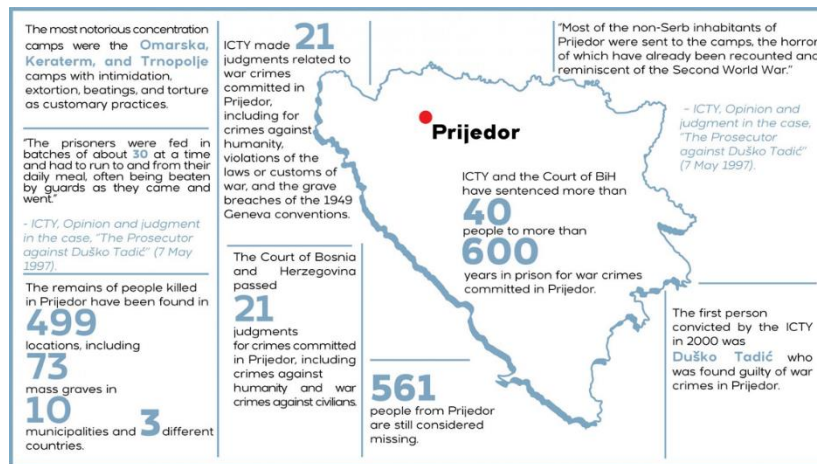 The most notorious concentration
camps were the Omarska,
Keraterm, and Trnopolje
camps with intimidation,
extortion, beatings, and torture
as customary practices.
"The prisoners were fed in
batches of about 30 at a time
and had to run to and from their
daily meal, often being beaten
by guards as they came and
went."
- ICTY, Opinion and judgment
in the case, "The Prosecutor
against Duško Tadić" (7 May
1997).
The remains of people killed
in Prijedor have been found in
499
locations, including
73
mass graves in
10
municipalities and 3 different
countries.
ICTY made 21
judgments related to
war crimes
committed in
Prijedor,
including for
crimes against
humanity,
violations of the
laws or customs of
war, and the grave
breaches of the 1949
Geneva conventions.
The Court of Bosnia
and Herzegovina
passed
21
judgments
for crimes committed
in Prijedor, including
crimes against
humanity and war
crimes against civilians.
Prijedor
ICTY and the Court of BiH
have sentenced more than
40
people to more than
600
years in prison for war crimes
committed in Prijedor.
561
people from Prijedor
are still considered
missing.
"Most of the non-Serb inhabitants of
Prijedor were sent to the camps, the horror
of which have already been recounted and
reminiscent of the Second World War."
- ICTY, Opinion and
judgment in the case,
"The Prosecutor
against Duško Tadić"
(7 May 1997).
The first person
convicted by the ICTY
in 2000 was
Duško Tadić who
was found guilty of war
crimes in Prijedor.